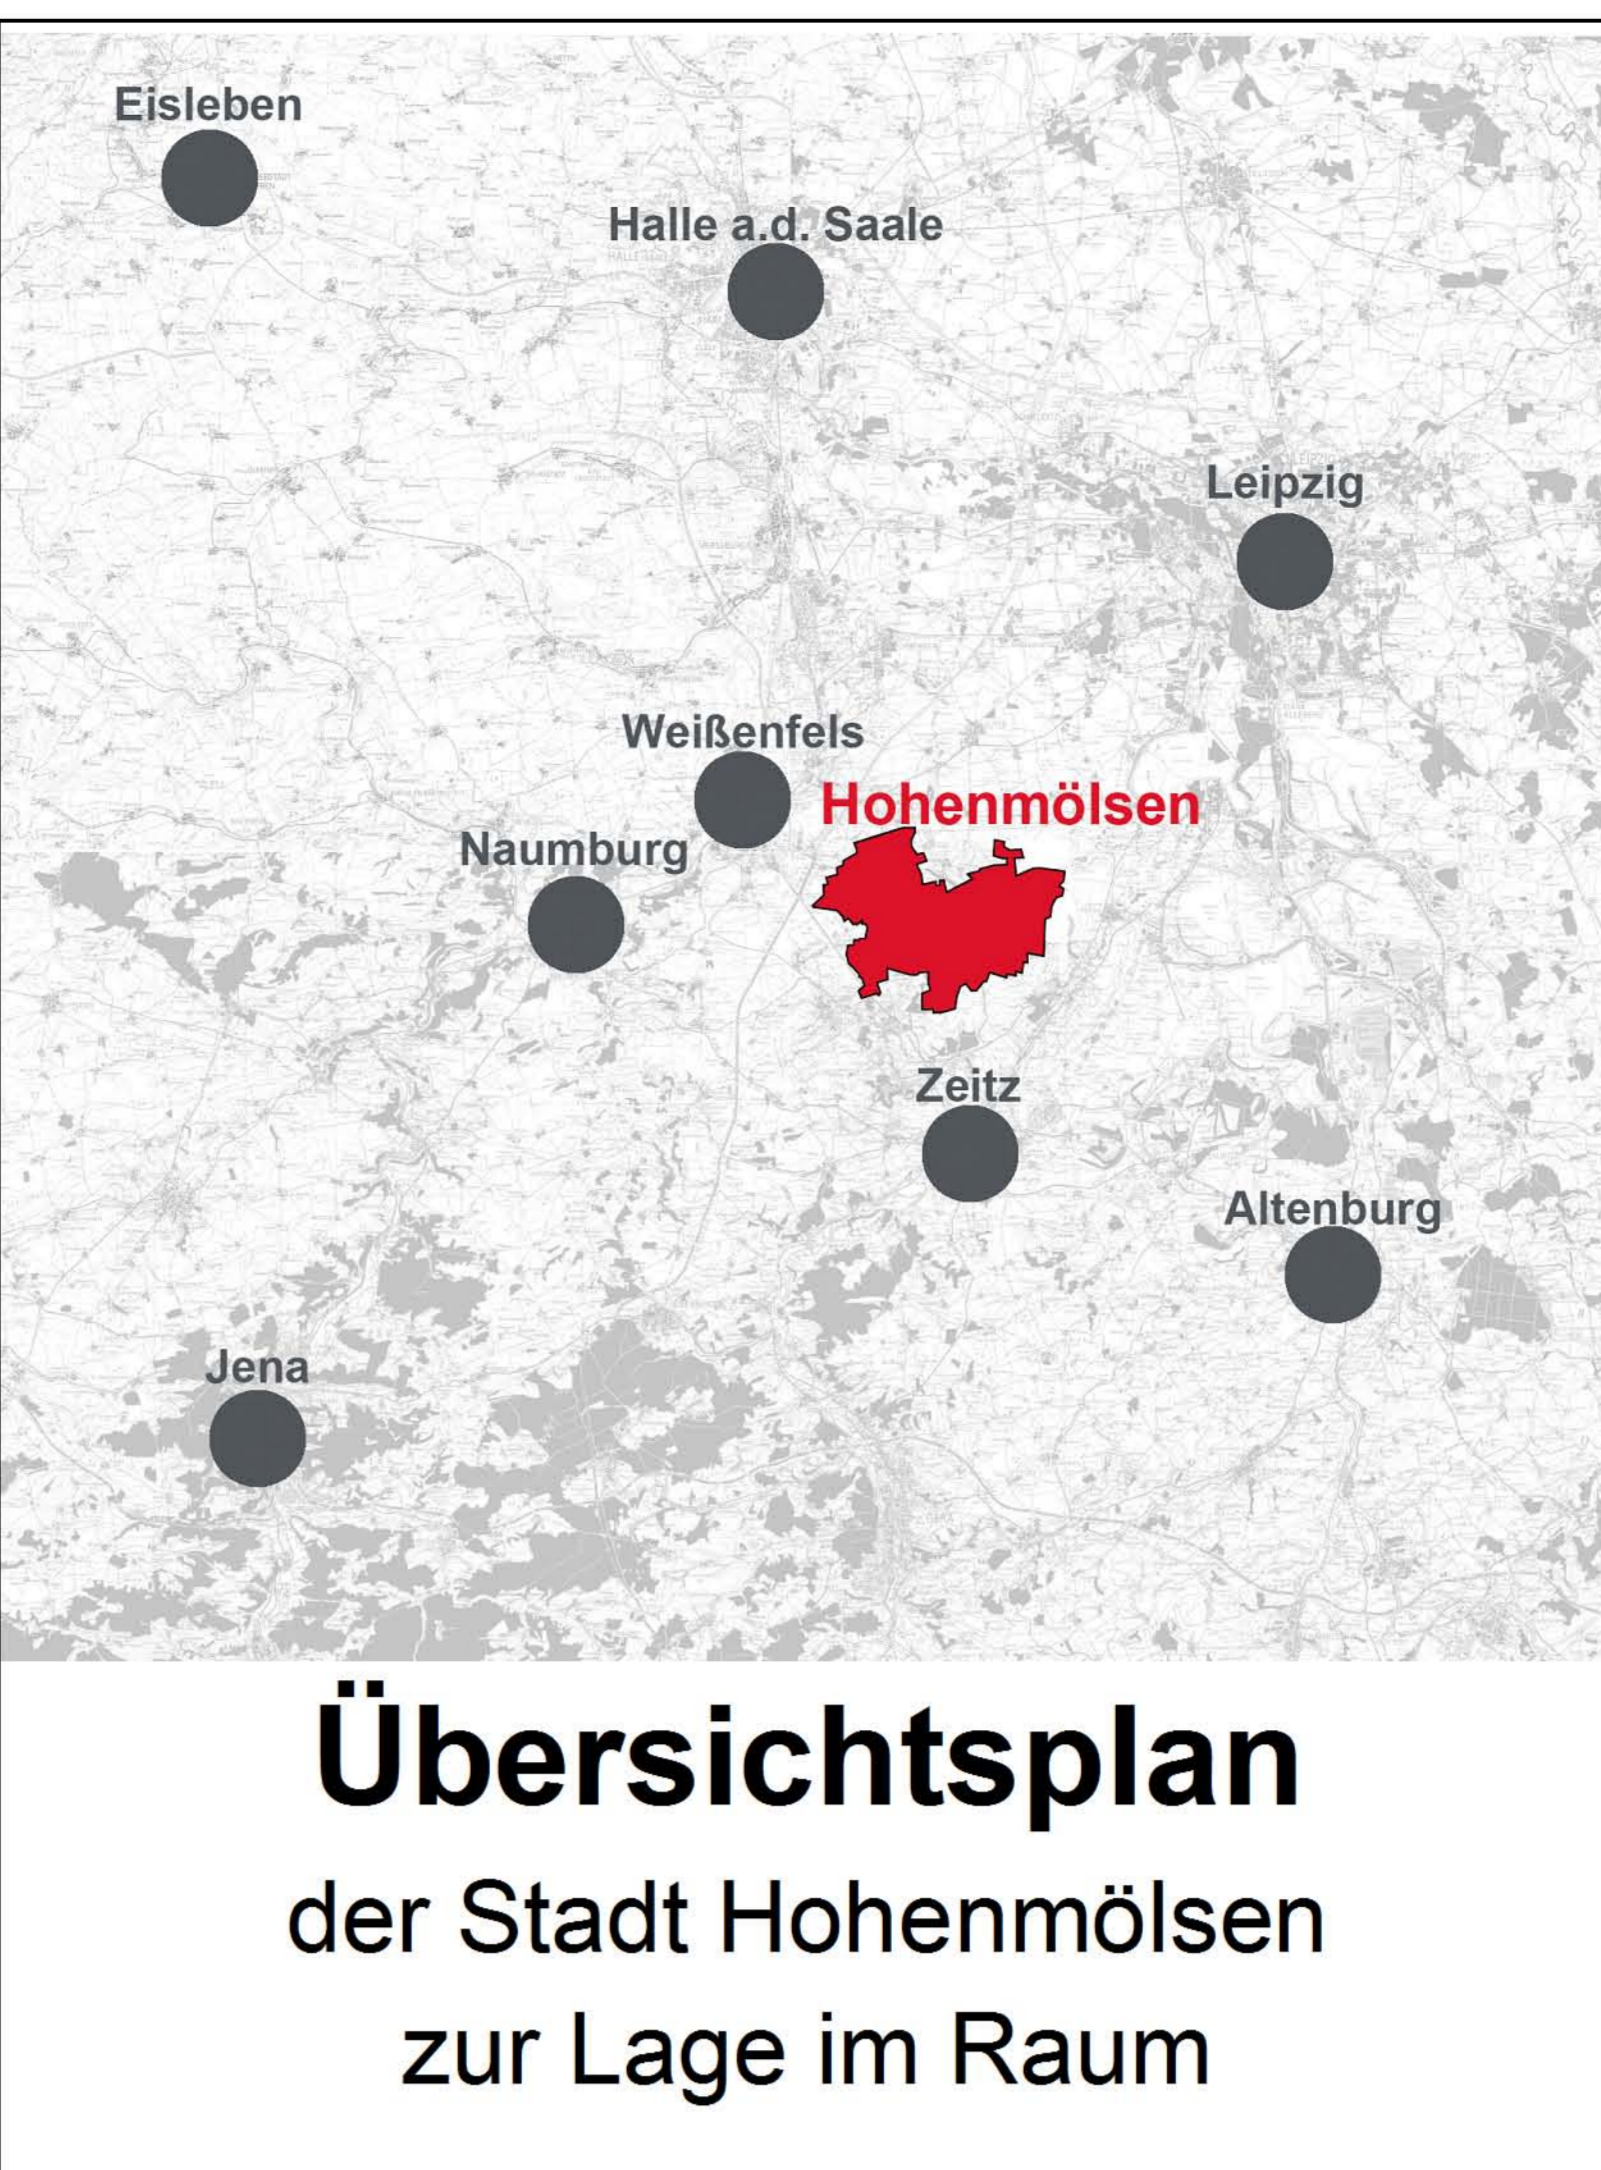 Eisleben
Halle a.d. Saale
Leipzig
Weißenfels
Hohenmölsen
Naumburg
Zeitz
Altenburg
Jena
Übersichtsplan
der Stadt Hohenmölsen
zur Lage im Raum